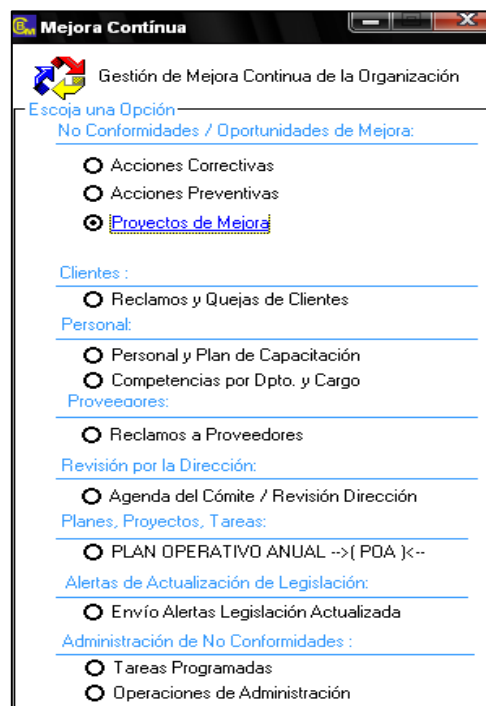 Mejora Contínua
Gestión de Mejora Continua de la Organización
Escoja una Opción
No Conformidades / Oportunidades de Mejora:
Acciones Correctivas
Acciones Preventivas
Proyectos de Mejora
Clientes :
Reclamos y Quejas de Clientes
Personal:
Personal y Plan de Capacitación
Competencias por Dpto. y Cargo
Proveedores:
Reclamos a Proveedores
Revisión por la Dirección:
Agenda del Cómite / Revisión Dirección
Planes, Proyectos, Tareas:
PLAN OPERATIVO ANUAL -->( POA )<--
Alertas de Actualización de Legislación:
Envío Alertas Legislación Actualizada
Administración de No Conformidades :
Tareas Programadas
Operaciones de Administración